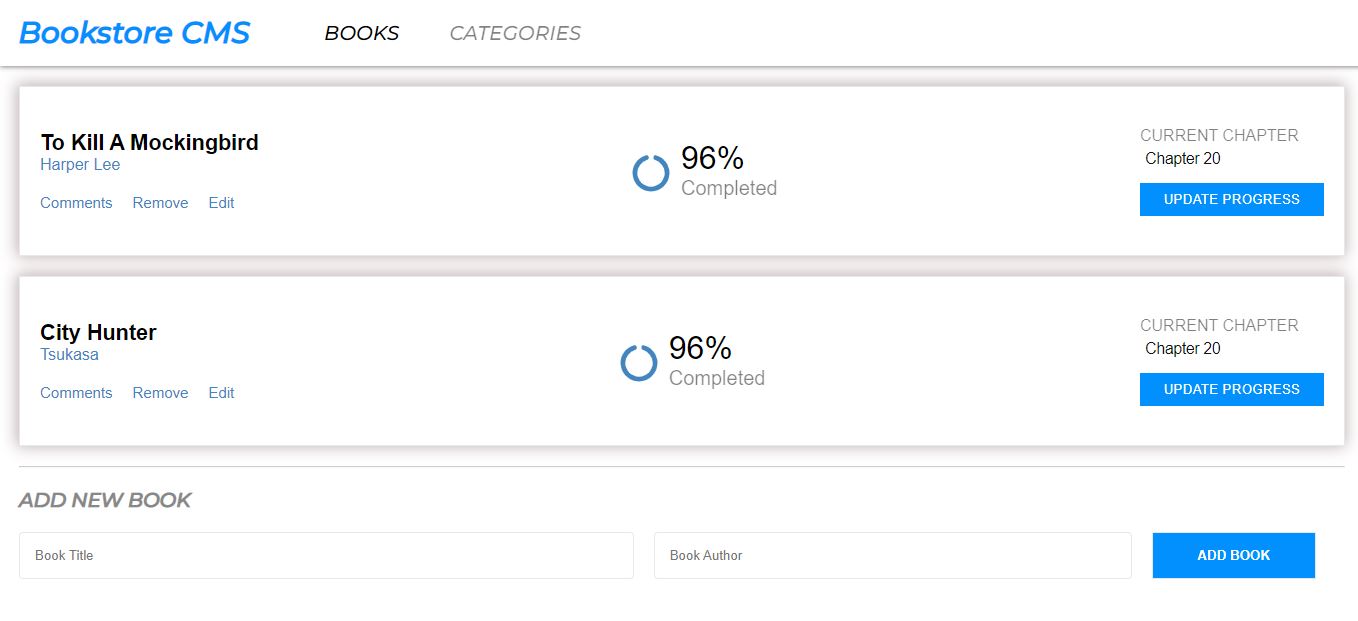 Bookstore CMS BOOKS CATEGORIES
To Kill A Mockingbird
Harper Lee
Comments Remove Edit
96%
Completed
CURRENT CHAPTER
Chapter 20
UPDATE PROGRESS
City Hunter
Tsukasa
Comments Remove Edit
96%
Completed
CURRENT CHAPTER
Chapter 20
UPDATE PROGRESS
ADD NEW BOOK
Book Title Book Author ADD BOOK